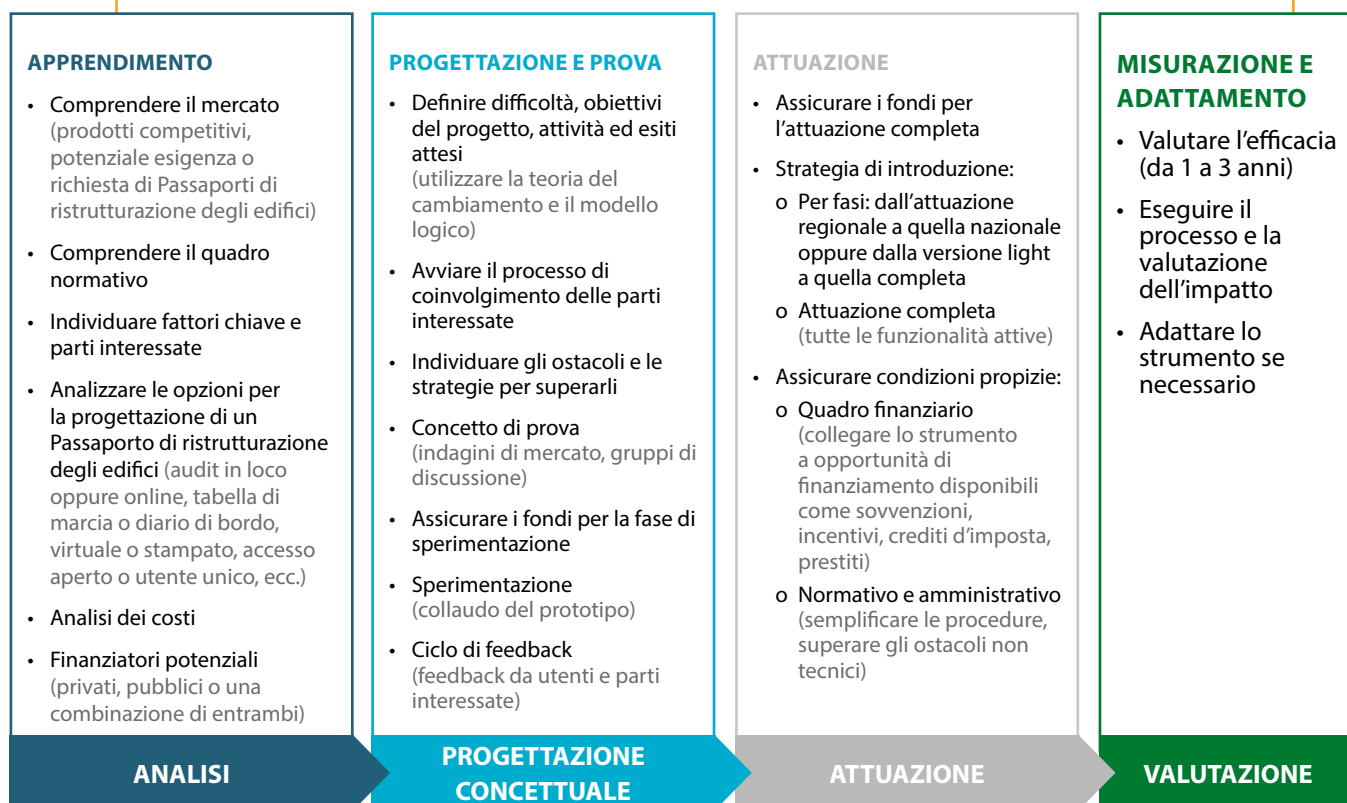 APPRENDIMENTO
• Comprendere il mercato
(prodotti competitivi,
potenziale esigenza o
richiesta di Passaporti di
ristrutturazione degli edifici)
• Comprendere il quadro
normativo
• Individuare fattori chiave e
parti interessate
• Analizzare le opzioni per
la progettazione di un
Passaporto di ristrutturazione
degli edifici (audit in loco
oppure online, tabella di
marcia o diario di bordo,
virtuale o stampato, accesso
aperto o utente unico, ecc.)
• Analisi dei costi
• Finanziatori potenziali
(privati, pubblici o una
combinazione di entrambi)
ANALISI
PROGETTAZIONE E PROVA
• Definire difficoltà, obiettivi
del progetto, attività ed esiti
attesi
(utilizzare la teoria del
cambiamento e il modello
logico)
• Avviare il processo di
coinvolgimento delle parti
interessate
• Individuare gli ostacoli e le
strategie per superarli
• Concetto di prova
(indagini di mercato, gruppi di
discussione)
• Assicurare i fondi per la fase di
sperimentazione
• Sperimentazione
(collaudo del prototipo)
• Ciclo di feedback
(feedback da utenti e parti
interessate)
PROGETTAZIONE
CONCETTUALE
ATTUAZIONE
• Assicurare i fondi per
l’attuazione completa
• Strategia di introduzione:
o Per fasi: dall’attuazione
regionale a quella nazionale
oppure dalla versione light
a quella completa
o Attuazione completa
(tutte le funzionalità attive)
• Assicurare condizioni propizie:
o Quadro finanziario
(collegare lo strumento
a opportunità di
finanziamento disponibili
come sovvenzioni,
incentivi, crediti d’imposta,
prestiti)
o Normativo e amministrativo
(semplificare le procedure,
superare gli ostacoli non
tecnici)
ATTUAZIONE
MISURAZIONE E
ADATTAMENTO
• Valutare l’efficacia
(da 1 a 3 anni)
• Eseguire il
processo e la
valutazione
dell’impatto
• Adattare lo
strumento se
necessario
VALUTAZIONE